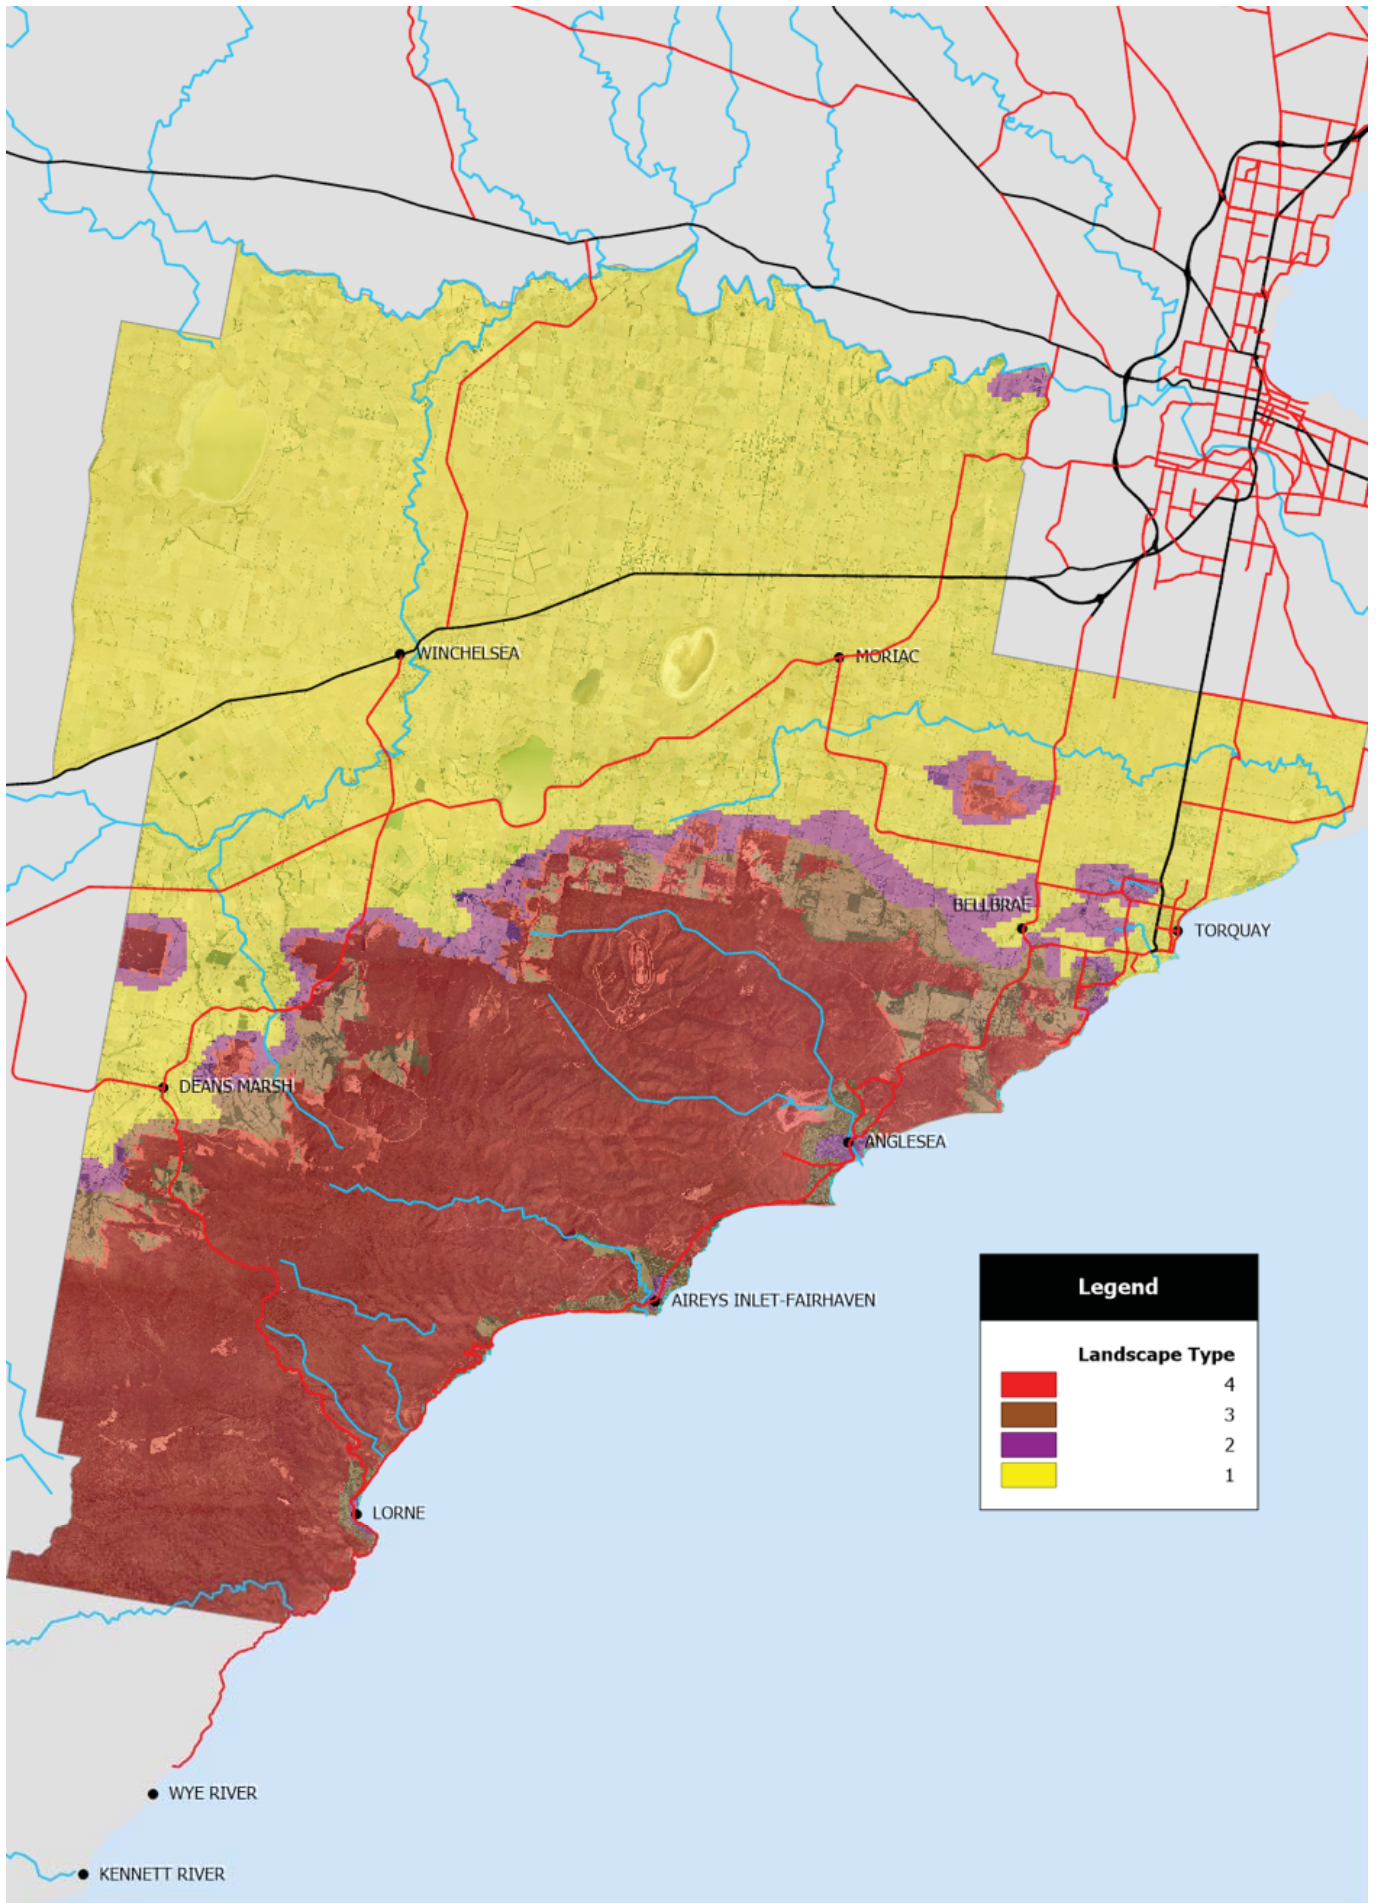 WINCHELSEA
MORIAC
BELLBRAE
TORQUAY
DEANS MARSH
ANGLESEA
AIREYS INLET-FAIRHAVEN
Legend
Landscape Type
4
3
2
1
LORNE
WYE RIVER
KENNETT RIVER